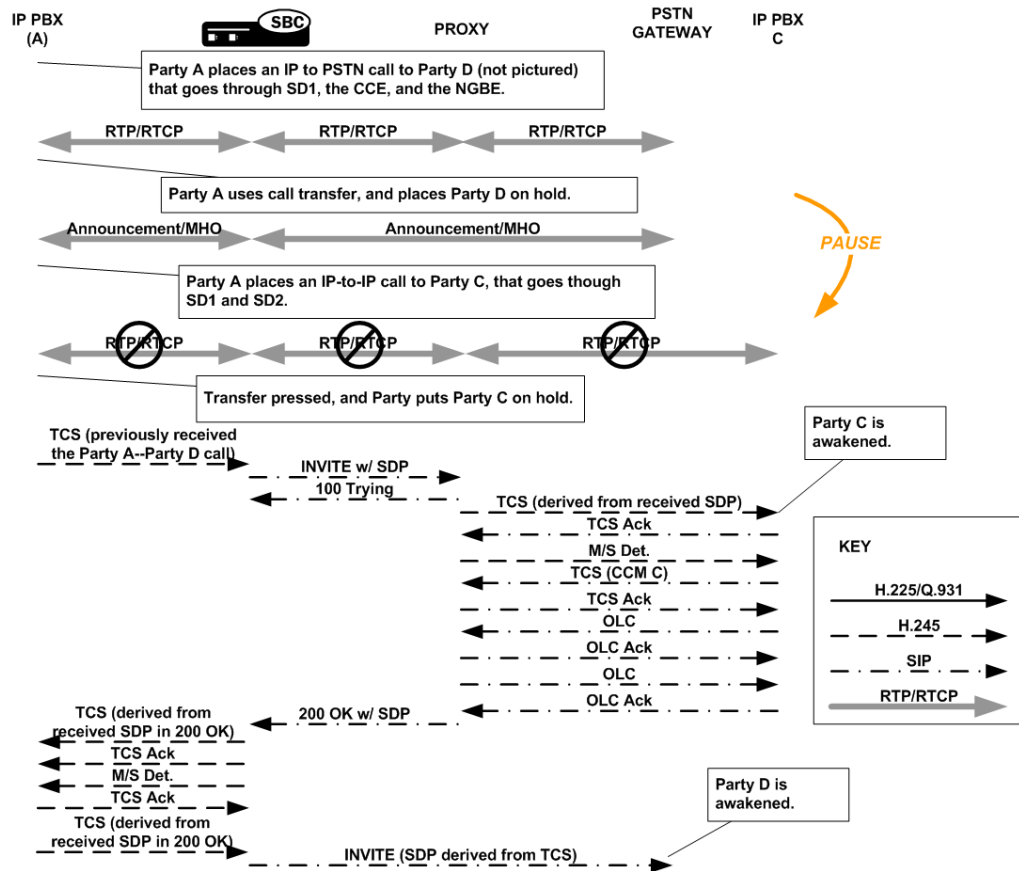 IP PBX
(A)
SBC
PROXY
PSTN
GATEWAY
IP PBX
C
Party A places an IP to PSTN call to Party D (not pictured)
that goes through SD1, the CCE, and the NGBE.
RTP/RTCP
RTP/RTCP
RTP/RTCP
Party A uses call transfer, and places Party D on hold.
Announcement/MHO
Announcement/MHO
PAUSE
Party A places an IP-to-IP call to Party C, that goes though
SD1 and SD2.
RTP/RTCP
RTP/RTCP
RTP/RTCP
Transfer pressed, and Party puts Party C on hold.
Party C is
awakened.
TCS (previously received
the Party A--Party D call)
INVITE w/ SDP
100 Trying
TCS (derived from received SDP)
TCS Ack
M/S Det.
TCS (CCM C)
TCS Ack
OLC
OLC Ack
OLC
OLC Ack
KEY
H.225/Q.931
H.245
SIP
RTP/RTCP
200 OK w/ SDP
TCS (derived from
received SDP in 200 OK)
TCS Ack
M/S Det.
TCS Ack
TCS (derived from
received SDP in 200 OK)
Party D is
awakened.
INVITE (SDP derived from TCS)